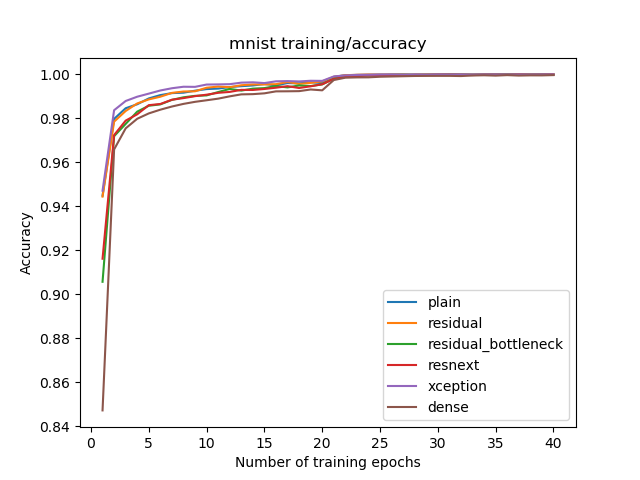 mnist training/accuracy
Accuracy
1.00
0.98
0.96
0.94
0.92
0.90
0.88
0.86
0.84
plain
residual
residual_bottleneck
resnext
xception
dense
0 5 10 15 20 25 30 35 40
Number of training epochs